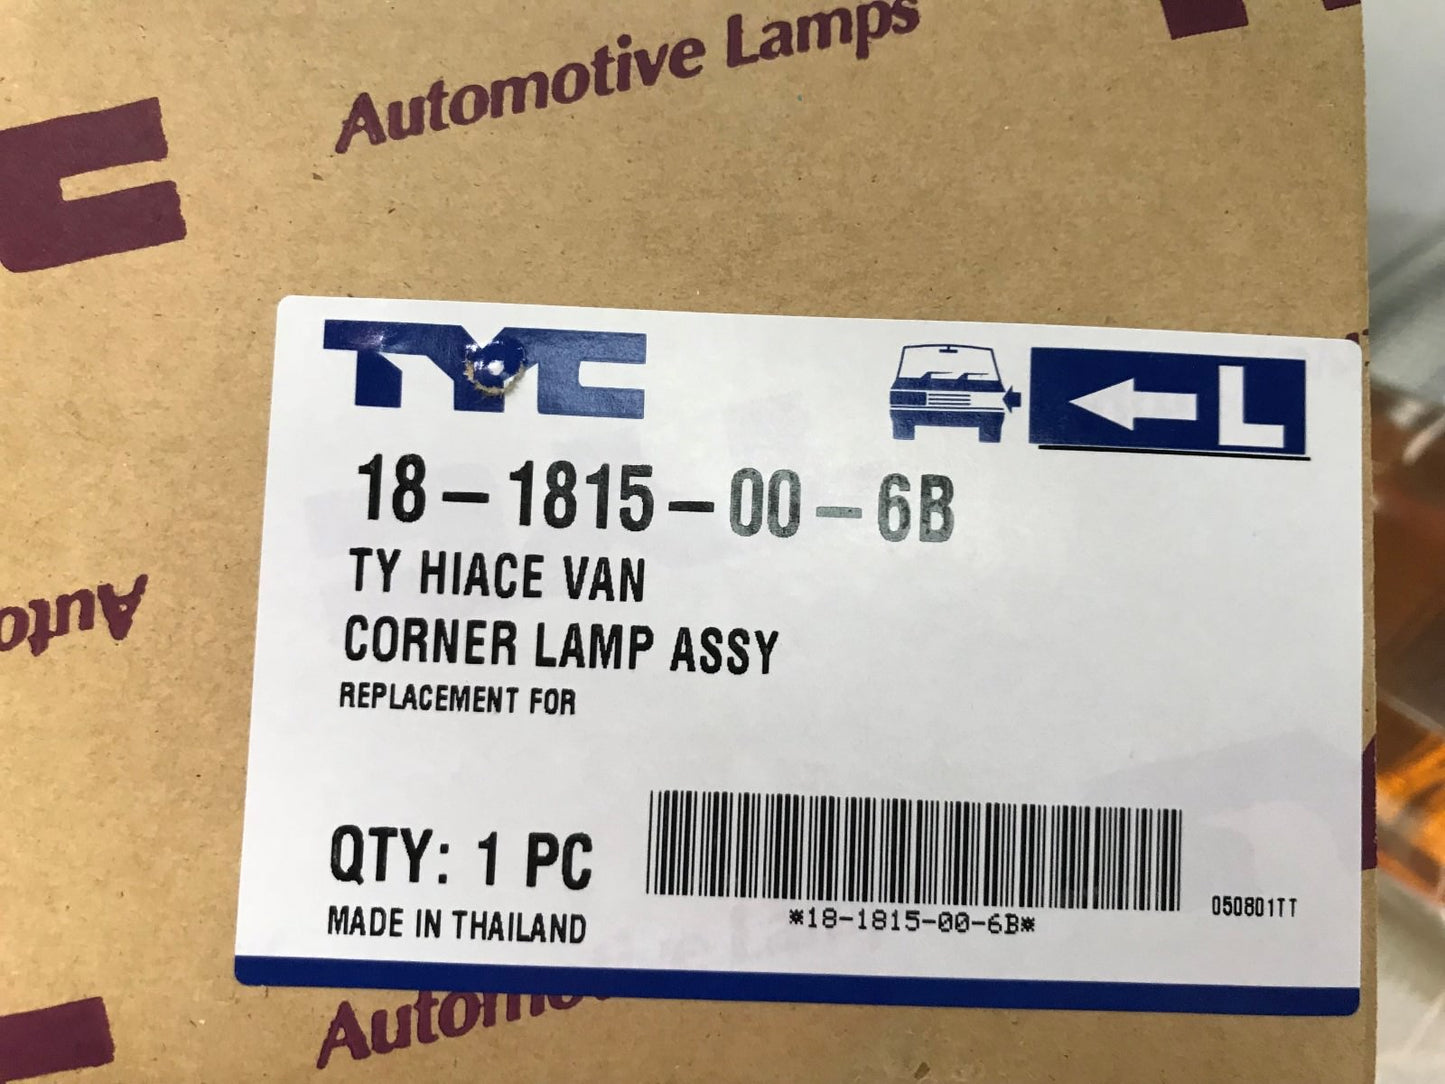 Automotive Lamps
TYC
L
18-1815-00-6B
TY HIACE VAN
CORNER LAMP ASSY
REPLACEMENT FOR
QTY: 1 PC
MADE IN THAILAND
*18-1815-00-6B*
050801TT
Auto
Automo